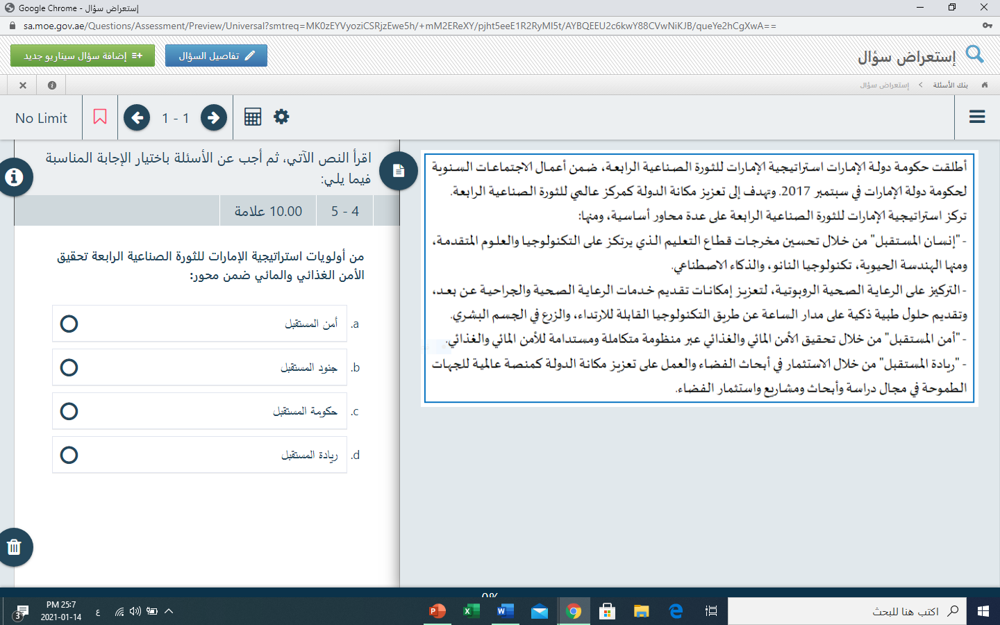 إستعراض سؤال - Google Chrome
sa.moe.gov.ae/Questions/Assessment/Preview/Universal?smtreq=MK0zEYVyoziCSRjzEwe5h/+mM2EReXY/pjht5eeE1R2RyMI5t/AYBQEEU2c6kwY88CVwNiKJB/queYe2hCgXwA==
إستعراض سؤال
تفاصيل السؤال
إضافة سؤال سيناريو جديد
بنك الأسئلة > إستعراض سؤال
No Limit
1 - 1
أطلقت حكومة دولة الإمارات استراتيجية الإمارات للثورة الصناعية الرابعة، ضمن أعمال الاجتماعات السنوية
لحكومة دولة الإمارات في سبتمبر 2017. وتهدف إلى تعزيز مكانة الدولة كمركز عالمي للثورة الصناعية الرابعة.
تركز استراتيجية الإمارات للثورة الصناعية الرابعة على عدة محاور أساسية، ومنها:
- "إنسان المستقبل" من خلال تحسين مخرجات قطاع التعليم الذي يرتكز على التكنولوجيا والعلوم المتقدمة،
ومنها الهندسة الحيوية، تكنولوجيا النانو، والذكاء الاصطناعي.
- التركيز على الرعاية الصحية الروبوتية، لتعزيز إمكانات تقديم خدمات الرعاية الصحية والجراحية عن بعد،
وتقديم حلول طبية ذكية على مدار الساعة عن طريق التكنولوجيا القابلة للارتداء، والزرع في الجسم البشري.
- "أمن المستقبل" من خلال تحقيق الأمن المائي والغذائي عبر منظومة متكاملة ومستدامة للأمن المائي والغذائي.
- "ريادة المستقبل" من خلال الاستثمار في أبحاث الفضاء والعمل على تعزيز مكانة الدولة كمنصة عالمية للجهات
الطموحة في مجال دراسة وأبحاث ومشاريع واستثمار الفضاء.
اقرأ النص الآتي، ثم أجب عن الأسئلة باختيار الإجابة المناسبة
فيما يلي:
5 - 4
10.00 علامة
من أولويات استراتيجية الإمارات للثورة الصناعية الرابعة تحقيق
الأمن الغذائي والمائي ضمن محور:
a. أمن المستقبل
b. جنود المستقبل
c. حكومة المستقبل
d. ريادة المستقبل
0%
PM 25:7
2021-01-14
3
ع
اكتب هنا للبحث